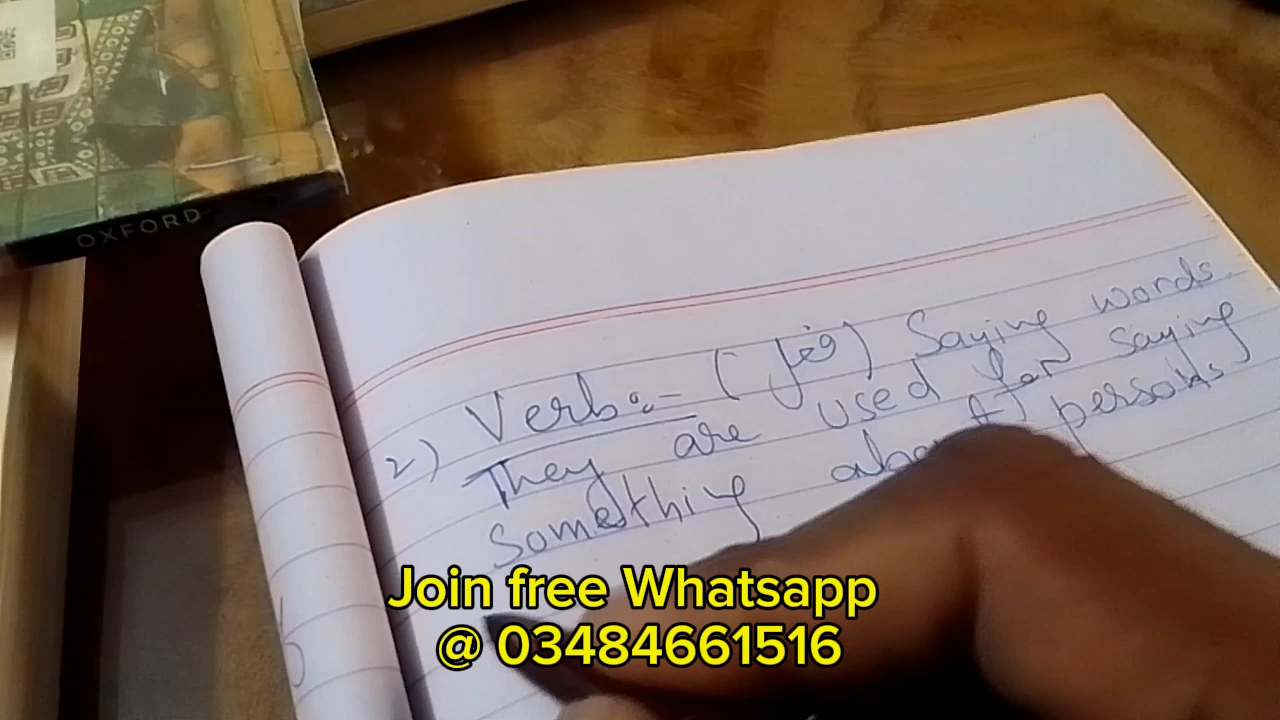 OXFORD
2) Verb:- (فعل) Saying words.
They are used for saying
Something about persons
Join free Whatsapp
@ 03484661516